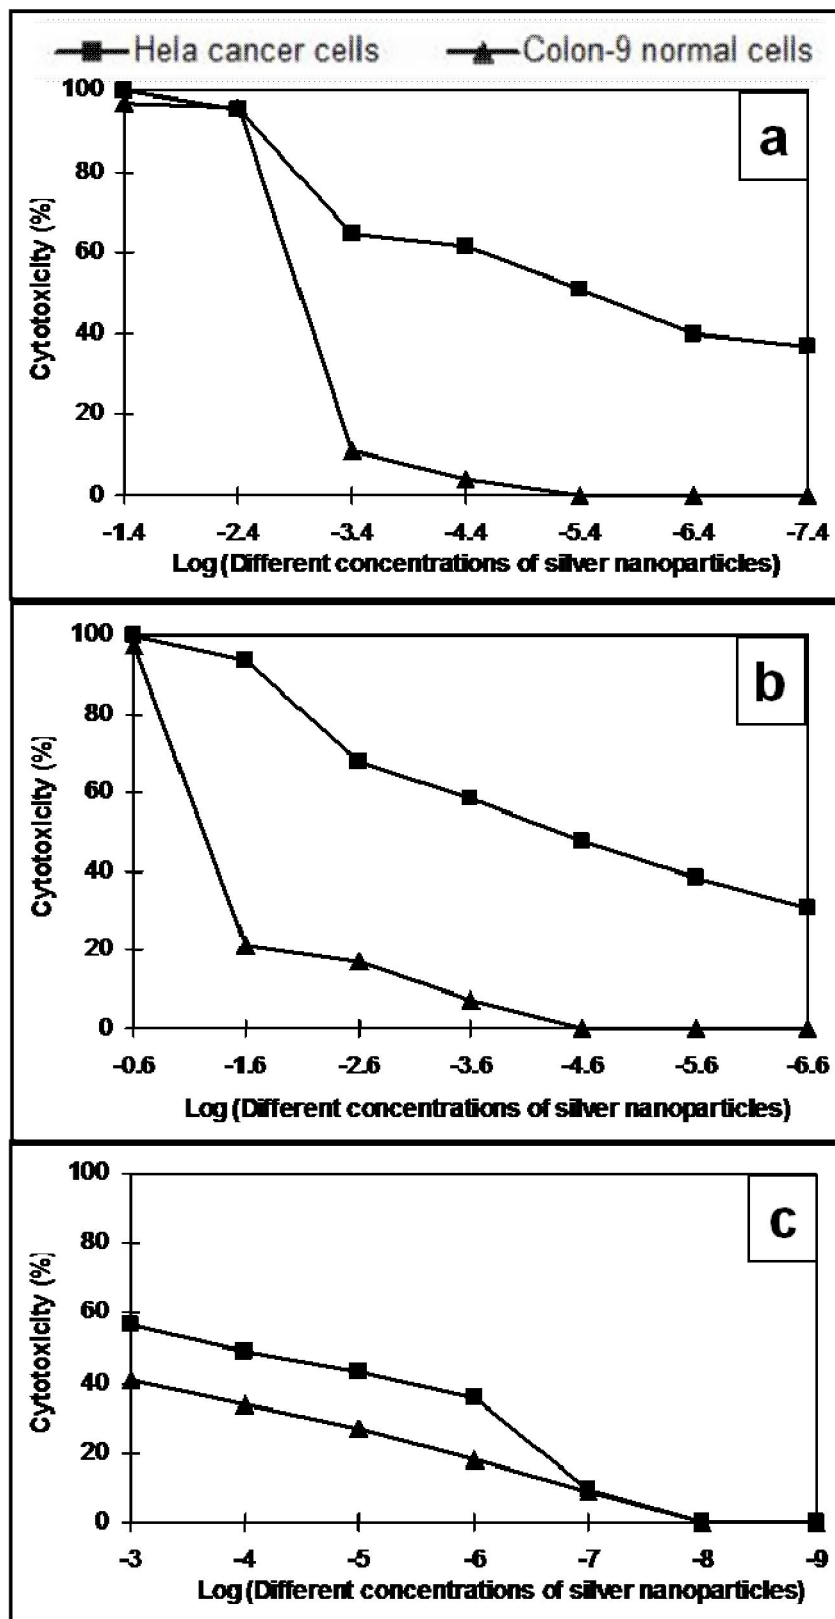 Hela cancer cells Colon-9 normal cells
a
100
80
60
40
20
0
Cytotoxicity (%)
-1.4 -2.4 -3.4 -4.4 -5.4 -6.4 -7.4
Log (Different concentrations of silver nanoparticles)
b
100
80
60
40
20
0
Cytotoxicity (%)
-0.6 -1.6 -2.6 -3.6 -4.6 -5.6 -6.6
Log (Different concentrations of silver nanoparticles)
c
100
80
60
40
20
0
Cytotoxicity (%)
-3 -4 -5 -6 -7 -8 -9
Log (Different concentrations of silver nanoparticles)